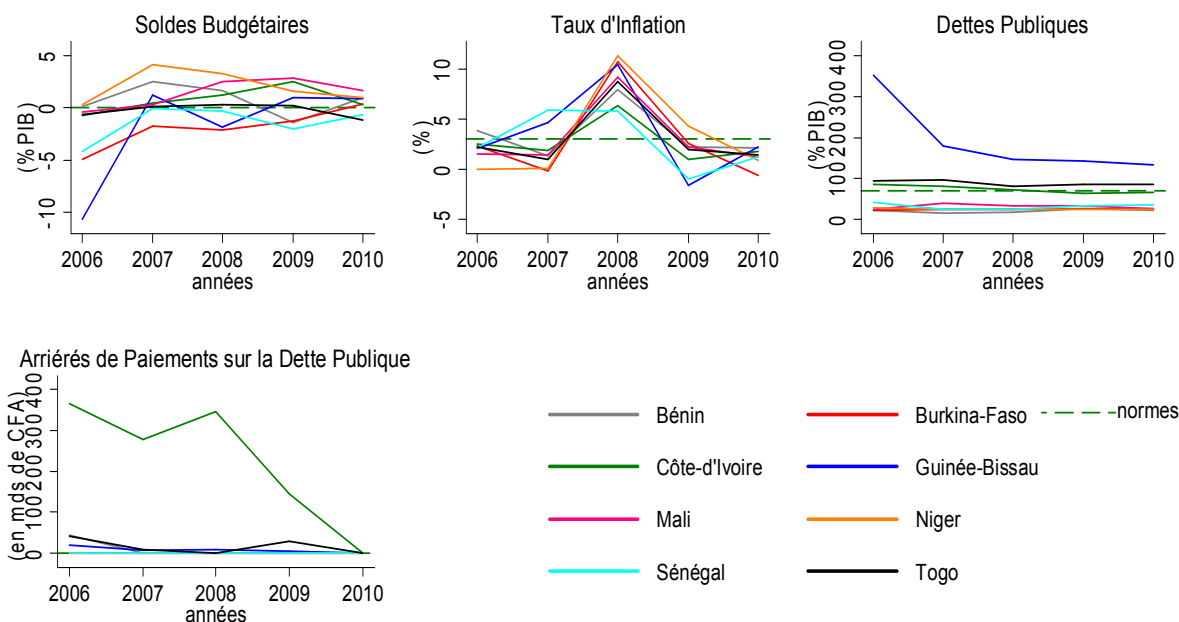 Soldes Budgétaires
(%PIB)
5
0
-5
-10
2006 2007 2008 2009 2010
années
Taux d'Inflation
(%)
10
5
0
-5
2006 2007 2008 2009 2010
années
Dettes Publiques
(%PIB)
400
300
200
100
0
2006 2007 2008 2009 2010
années
Arriérés de Paiements sur la Dette Publique
(en mds de CFA)
400
300
200
100
0
2006 2007 2008 2009 2010
années
Bénin
Burkina-Faso
normes
Côte-d'Ivoire
Guinée-Bissau
Mali
Niger
Sénégal
Togo